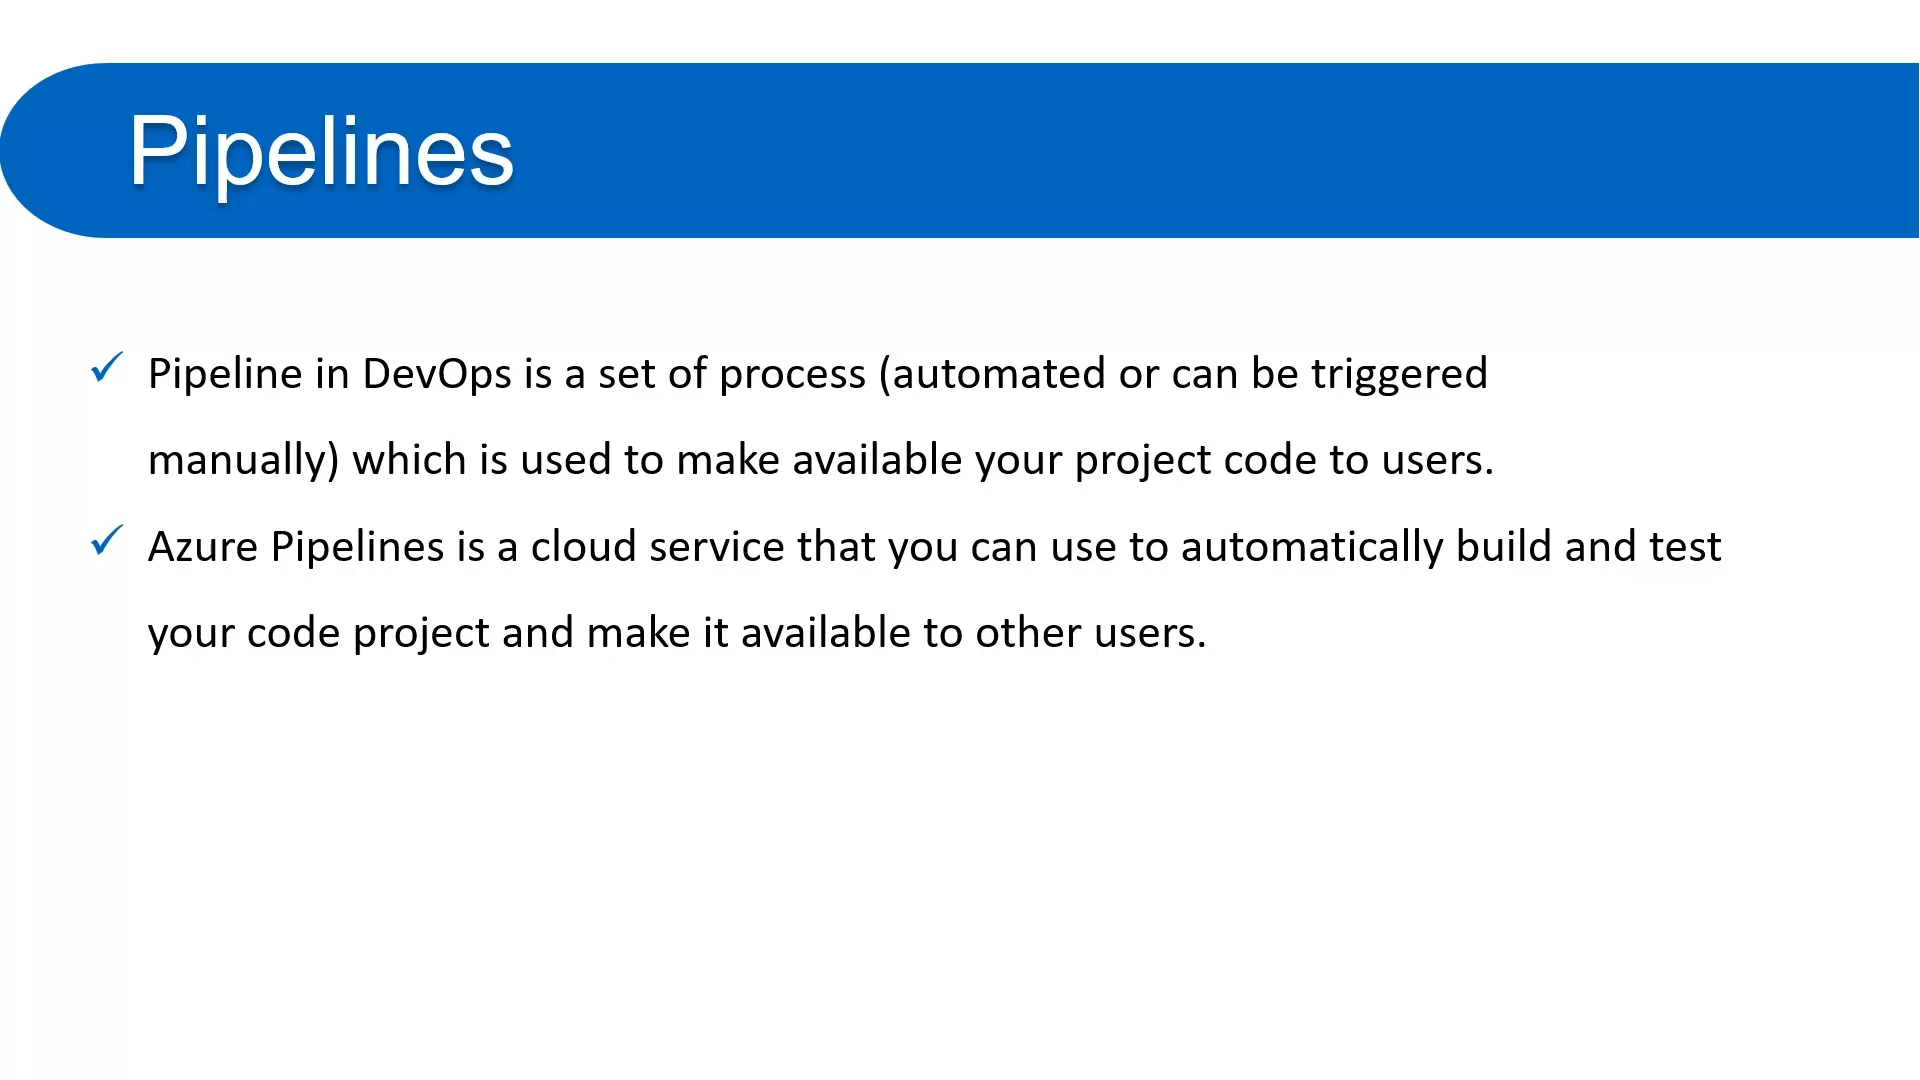 Pipelines
Pipeline in DevOps is a set of process (automated or can be triggered
manually) which is used to make available your project code to users.
Azure Pipelines is a cloud service that you can use to automatically build and test
your code project and make it available to other users.